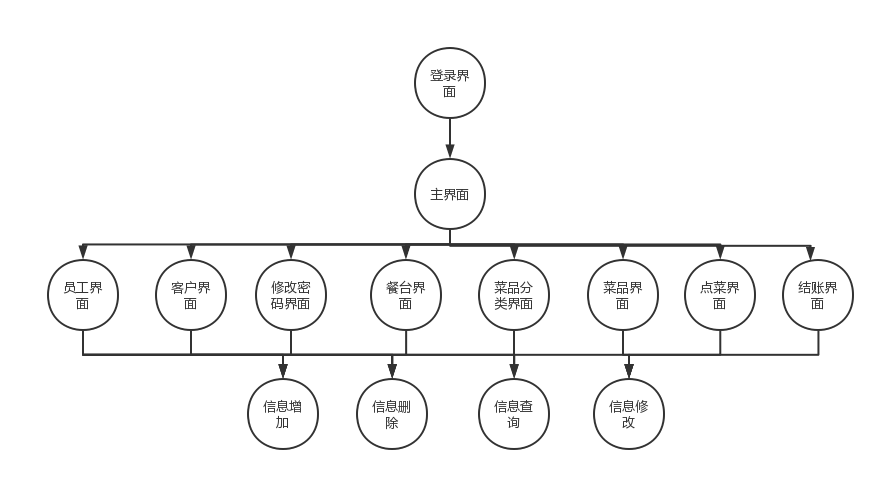 登录界
面
主界面
员工界
面
客户界
面
修改密
码界面
餐台界
面
菜品分
类界面
菜品界
面
点菜界
面
结账界
面
信息增
加
信息删
除
信息查
询
信息修
改